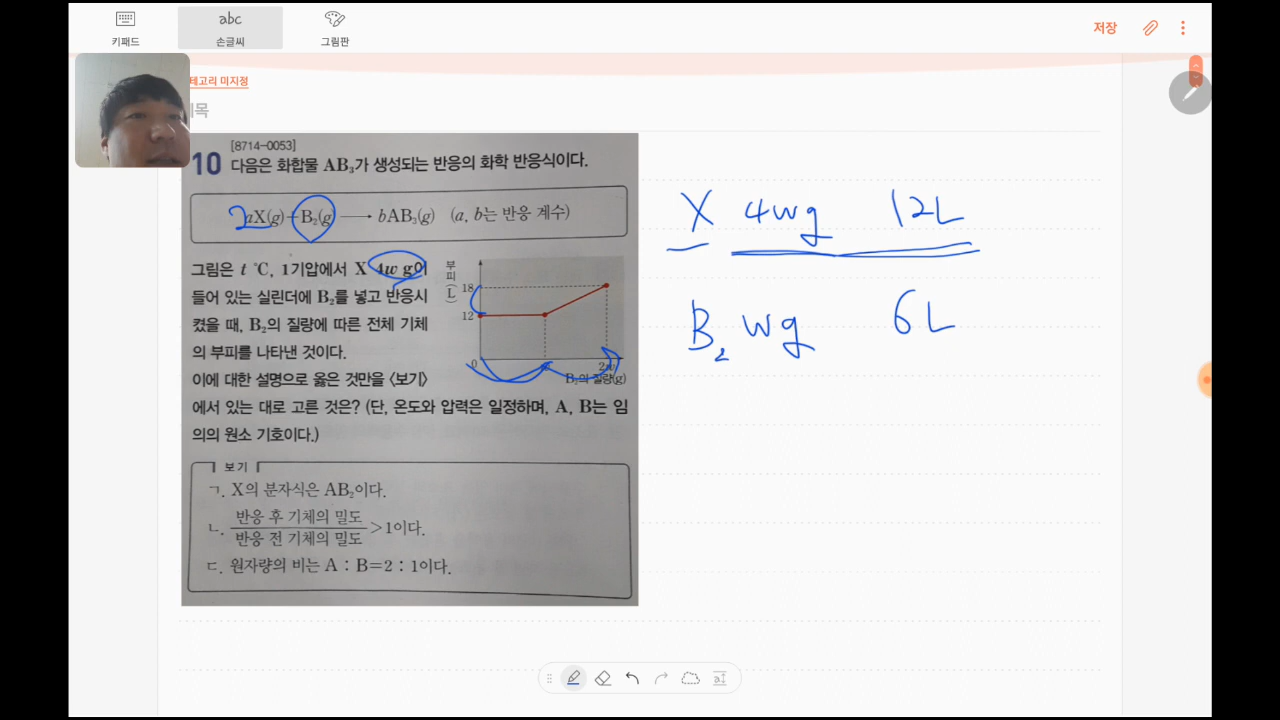 키패드
abc
손글씨
그림판
저장
테고리 미지정
제목
[8714-0053]
10 다음은 화합물 AB₃가 생성되는 반응의 화학 반응식이다.
aX(g)+B₂(g) → bAB₃(g) (a, b는 반응 계수)
2
그림은 t ℃, 1기압에서 X 4w g이
들어 있는 실린더에 B₂를 넣고 반응시
켰을 때, B₂의 질량에 따른 전체 기체
의 부피를 나타낸 것이다.
이에 대한 설명으로 옳은 것만을 〈보기〉
에서 있는 대로 고른 것은? (단, 온도와 압력은 일정하며, A, B는 임
의의 원소 기호이다.)
부피(L)
18
12
0
2w
B₂의 질량(g)
보기
ㄱ. X의 분자식은 AB₂이다.
ㄴ. 반응 후 기체의 밀도 / 반응 전 기체의 밀도 >1이다.
ㄷ. 원자량의 비는 A : B=2 : 1이다.
X 4wg 12L
B₂ wg 6L